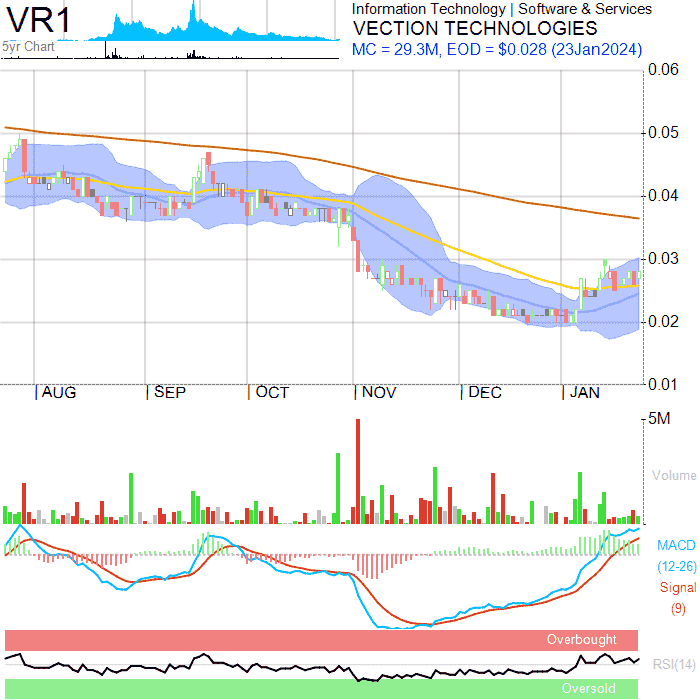 VR1
5yr Chart
Information Technology | Software & Services
VECTION TECHNOLOGIES
MC = 29.3M, EOD = $0.028 (23Jan2024)
0.06
0.05
0.04
0.03
0.02
0.01
| AUG | SEP | OCT | NOV | DEC | JAN
5M
Volume
MACD
(12-26)
Signal
(9)
Overbought
RSI(14)
Oversold